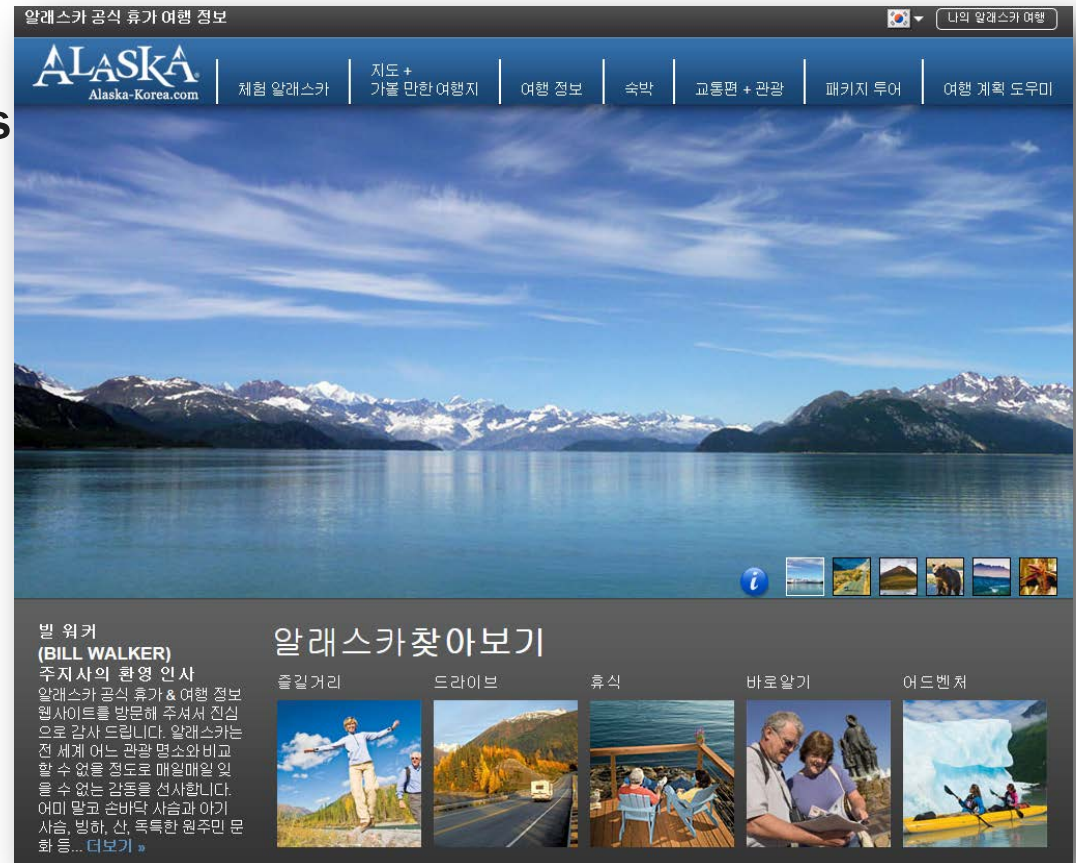 알래스카 공식 휴가 여행 정보
나의 알래스카 여행
ALASKA
Alaska-Korea.com
체험 알래스카
지도 +
가볼 만한 여행지
여행 정보
숙박
교통편 + 관광
패키지 투어
여행 계획 도우미
s
빌 워커
(BILL WALKER)
주지사의 환영 인사
알래스카 공식 휴가 & 여행 정보
웹사이트를 방문해 주셔서 진심
으로 감사 드립니다. 알래스카는
전 세계 어느 관광 명소와 비교
할 수 없을 정도로 매일매일 잊
을 수 없는 감동을 선사합니다.
어미 말코 손바닥 사슴과 아기
사슴, 빙하, 산, 독특한 원주민 문
화 등... 더보기 »
알래스카찾아보기
즐길거리
드라이브
휴식
바로알기
어드벤처